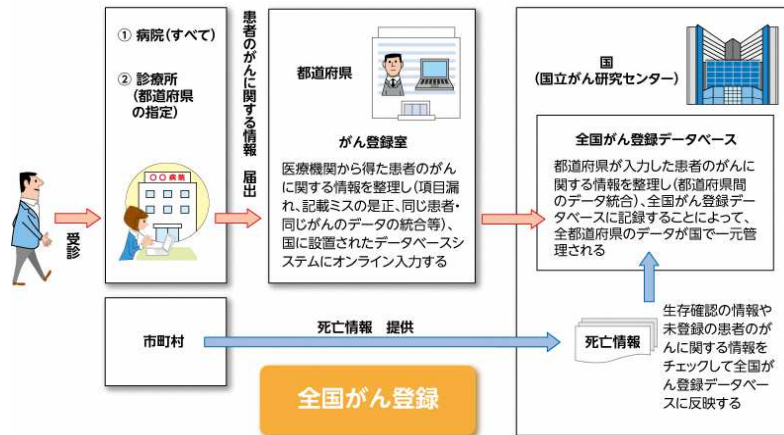 ① 病院（すべて）
② 診療所
（都道府県
の指定）
〇〇病院
受診
患者のがんに関する情報 届出
都道府県
がん登録室
医療機関から得た患者のがん
に関する情報を整理し（項目漏
れ、記載ミスの是正、同じ患者・
同じがんのデータの統合等）、
国に設置されたデータベースシ
ステムにオンライン入力する
国
（国立がん研究センター）
全国がん登録データベース
都道府県が入力した患者のがんに
関する情報を整理し（都道府県間
のデータ統合）、全国がん登録デー
タベースに記録することによって、
全都道府県のデータが国で一元管
理される
市町村
死亡情報 提供
死亡情報
生存確認の情報や
未登録の患者のが
んに関する情報を
チェックして全国が
ん登録データベー
スに反映する
全国がん登録